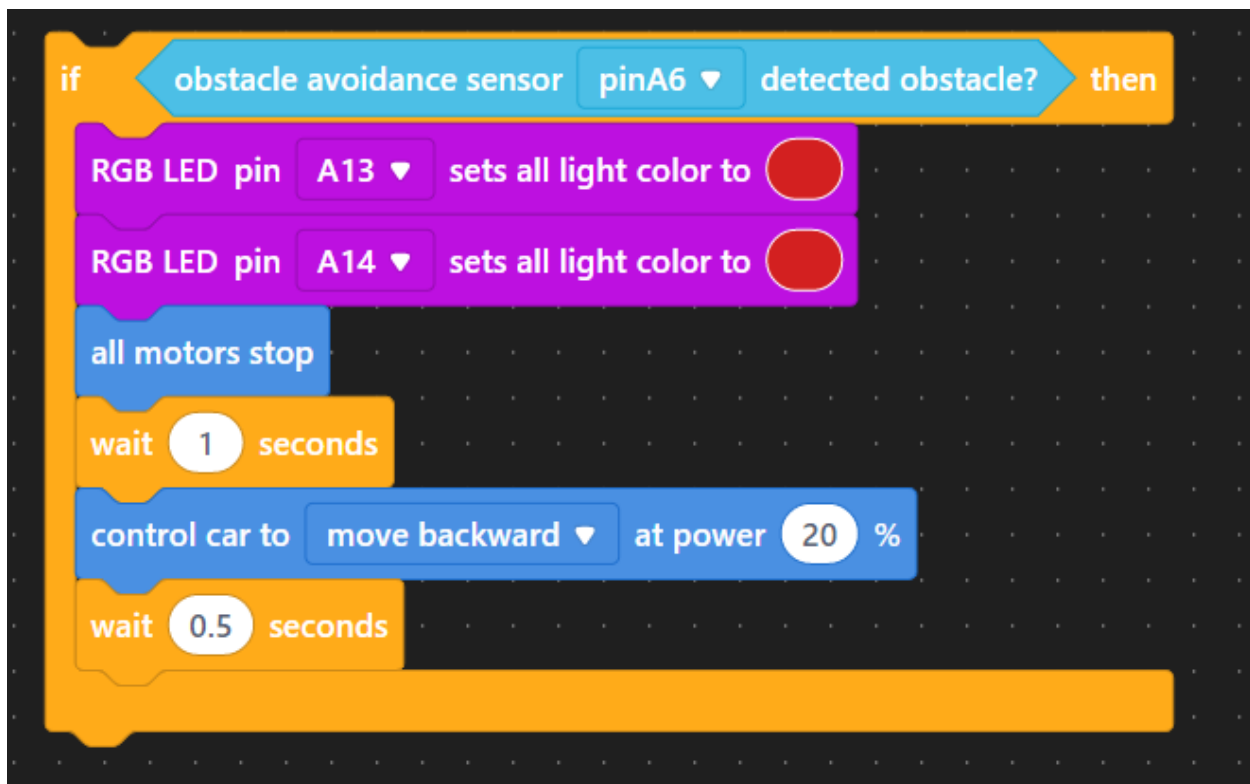 if obstacle avoidance sensor pinA6 detected obstacle? then
RGB LED pin A13 sets all light color to
RGB LED pin A14 sets all light color to
all motors stop
wait 1 seconds
control car to move backward at power 20 %
wait 0.5 seconds